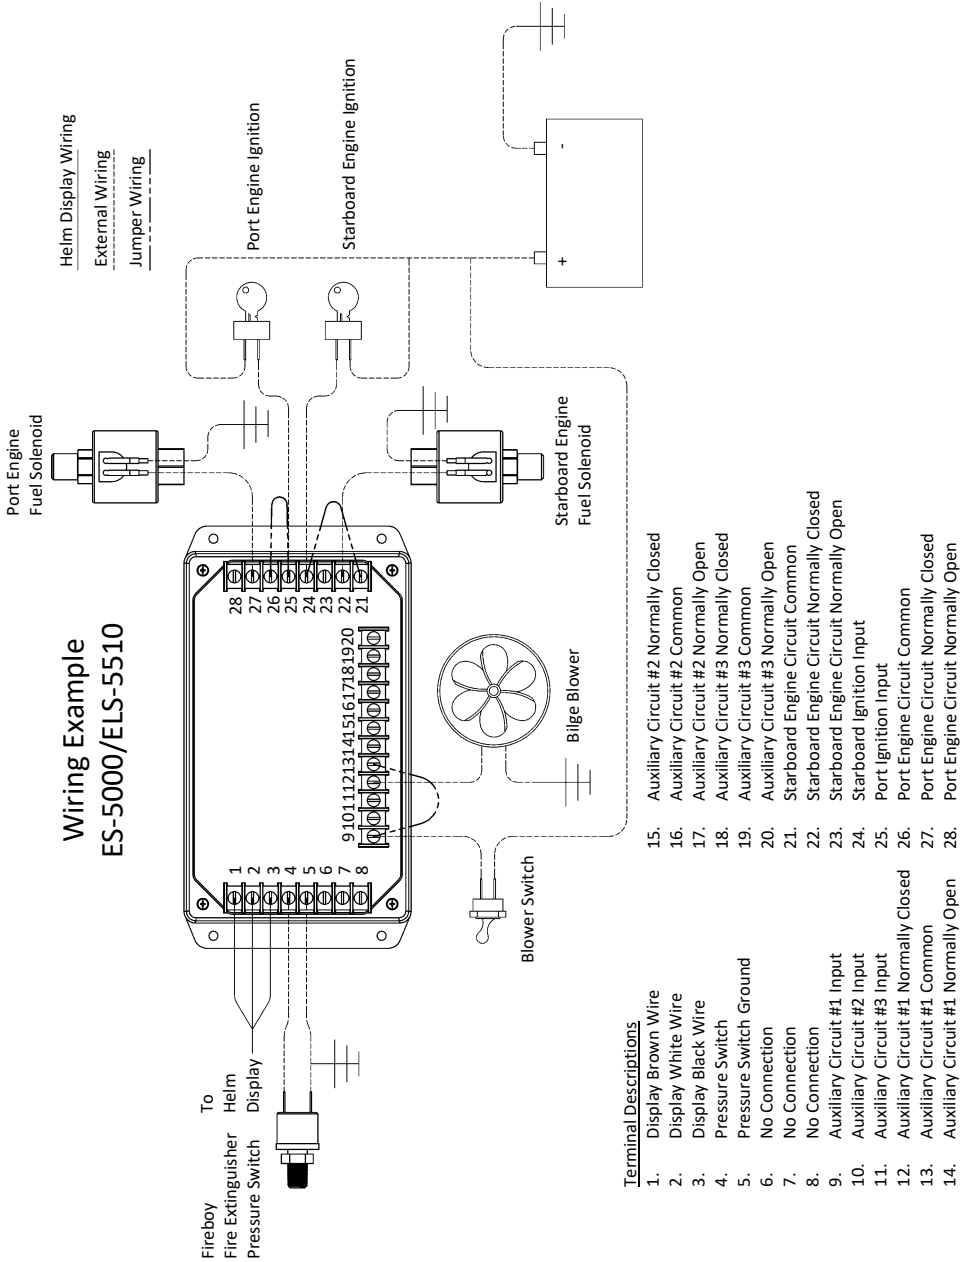 Wiring Example
ES-5000/ELS-5510
Helm Display Wiring
External Wiring
Jumper Wiring
Port Engine
Fuel Solenoid
Port Engine Ignition
Starboard Engine Ignition
Fireboy
Fire Extinguisher
Pressure Switch
To
Helm
Display
1
2
3
4
5
6
7
8
9 10 11 12 13 14 15 16 17 18 19 20
28
27
26
25
24
23
22
21
+
-
Starboard Engine
Fuel Solenoid
Blower Switch
Bilge Blower
Terminal Descriptions
1. Display Brown Wire
2. Display White Wire
3. Display Black Wire
4. Pressure Switch
5. Pressure Switch Ground
6. No Connection
7. No Connection
8. No Connection
9. Auxiliary Circuit #1 Input
10. Auxiliary Circuit #2 Input
11. Auxiliary Circuit #3 Input
12. Auxiliary Circuit #1 Normally Closed
13. Auxiliary Circuit #1 Common
14. Auxiliary Circuit #1 Normally Open
15. Auxiliary Circuit #2 Normally Closed
16. Auxiliary Circuit #2 Common
17. Auxiliary Circuit #2 Normally Open
18. Auxiliary Circuit #3 Normally Closed
19. Auxiliary Circuit #3 Common
20. Auxiliary Circuit #3 Normally Open
21. Starboard Engine Circuit Common
22. Starboard Engine Circuit Normally Closed
23. Starboard Engine Circuit Normally Open
24. Starboard Ignition Input
25. Port Ignition Input
26. Port Engine Circuit Common
27. Port Engine Circuit Normally Closed
28. Port Engine Circuit Normally Open